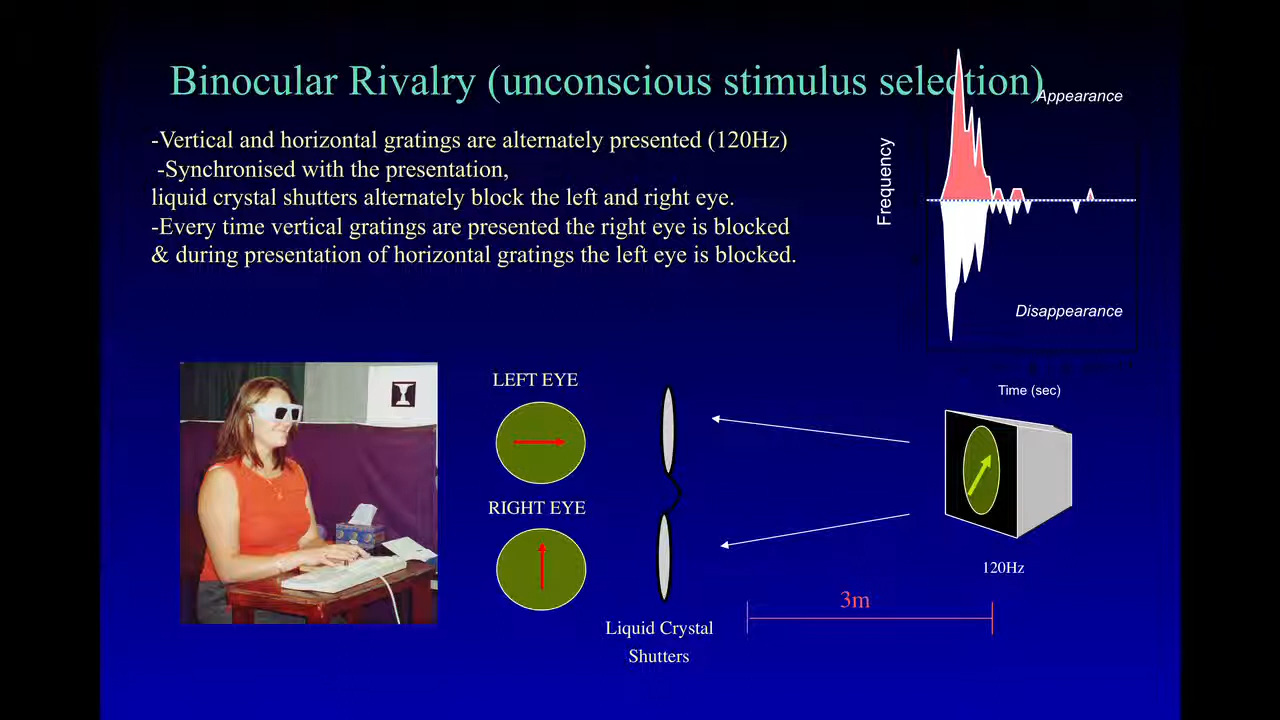 Binocular Rivalry (unconscious stimulus selection)
-Vertical and horizontal gratings are alternately presented (120Hz)
-Synchronised with the presentation,
liquid crystal shutters alternately block the left and right eye.
-Every time vertical gratings are presented the right eye is blocked
& during presentation of horizontal gratings the left eye is blocked.
Appearance
Frequency
Disappearance
Time (sec)
LEFT EYE
RIGHT EYE
120Hz
3m
Liquid Crystal
Shutters